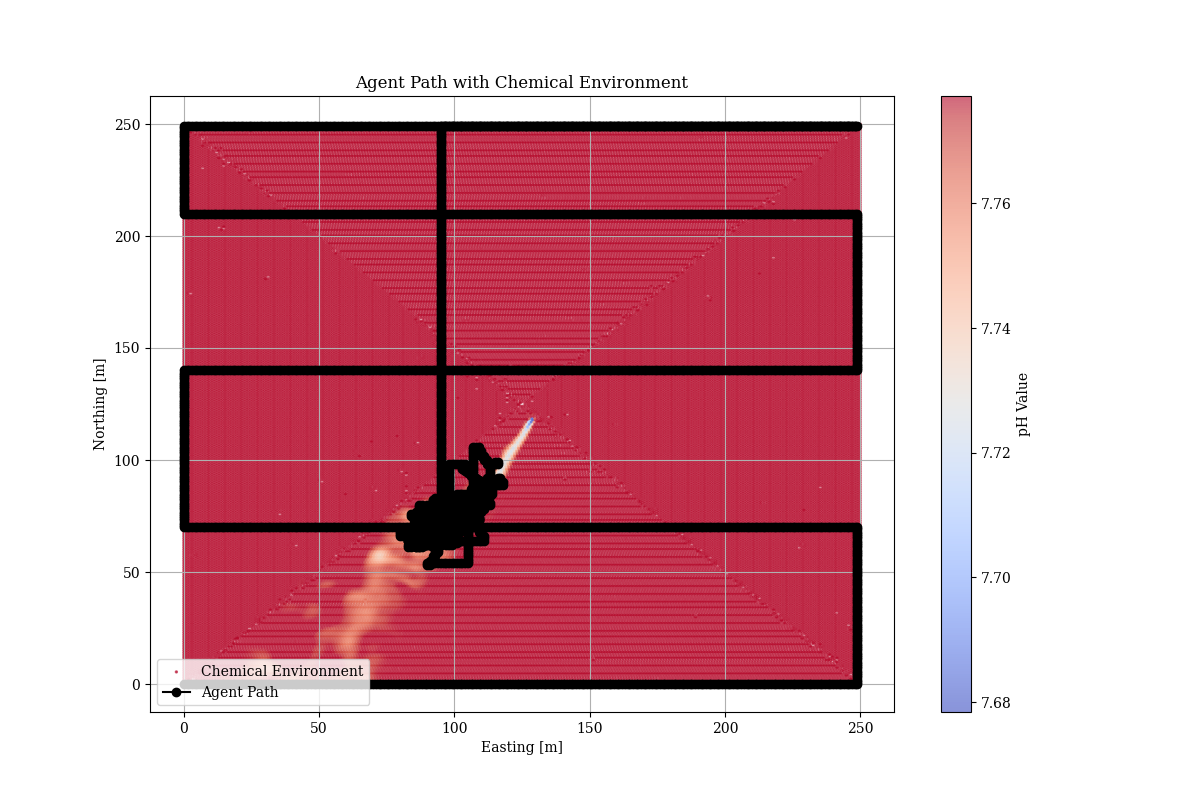 Agent Path with Chemical Environment
250
200
150
100
50
0
Northing [m]
0
50
100
150
200
250
Easting [m]
Chemical Environment
Agent Path
7.76
7.74
7.72
7.70
7.68
pH Value